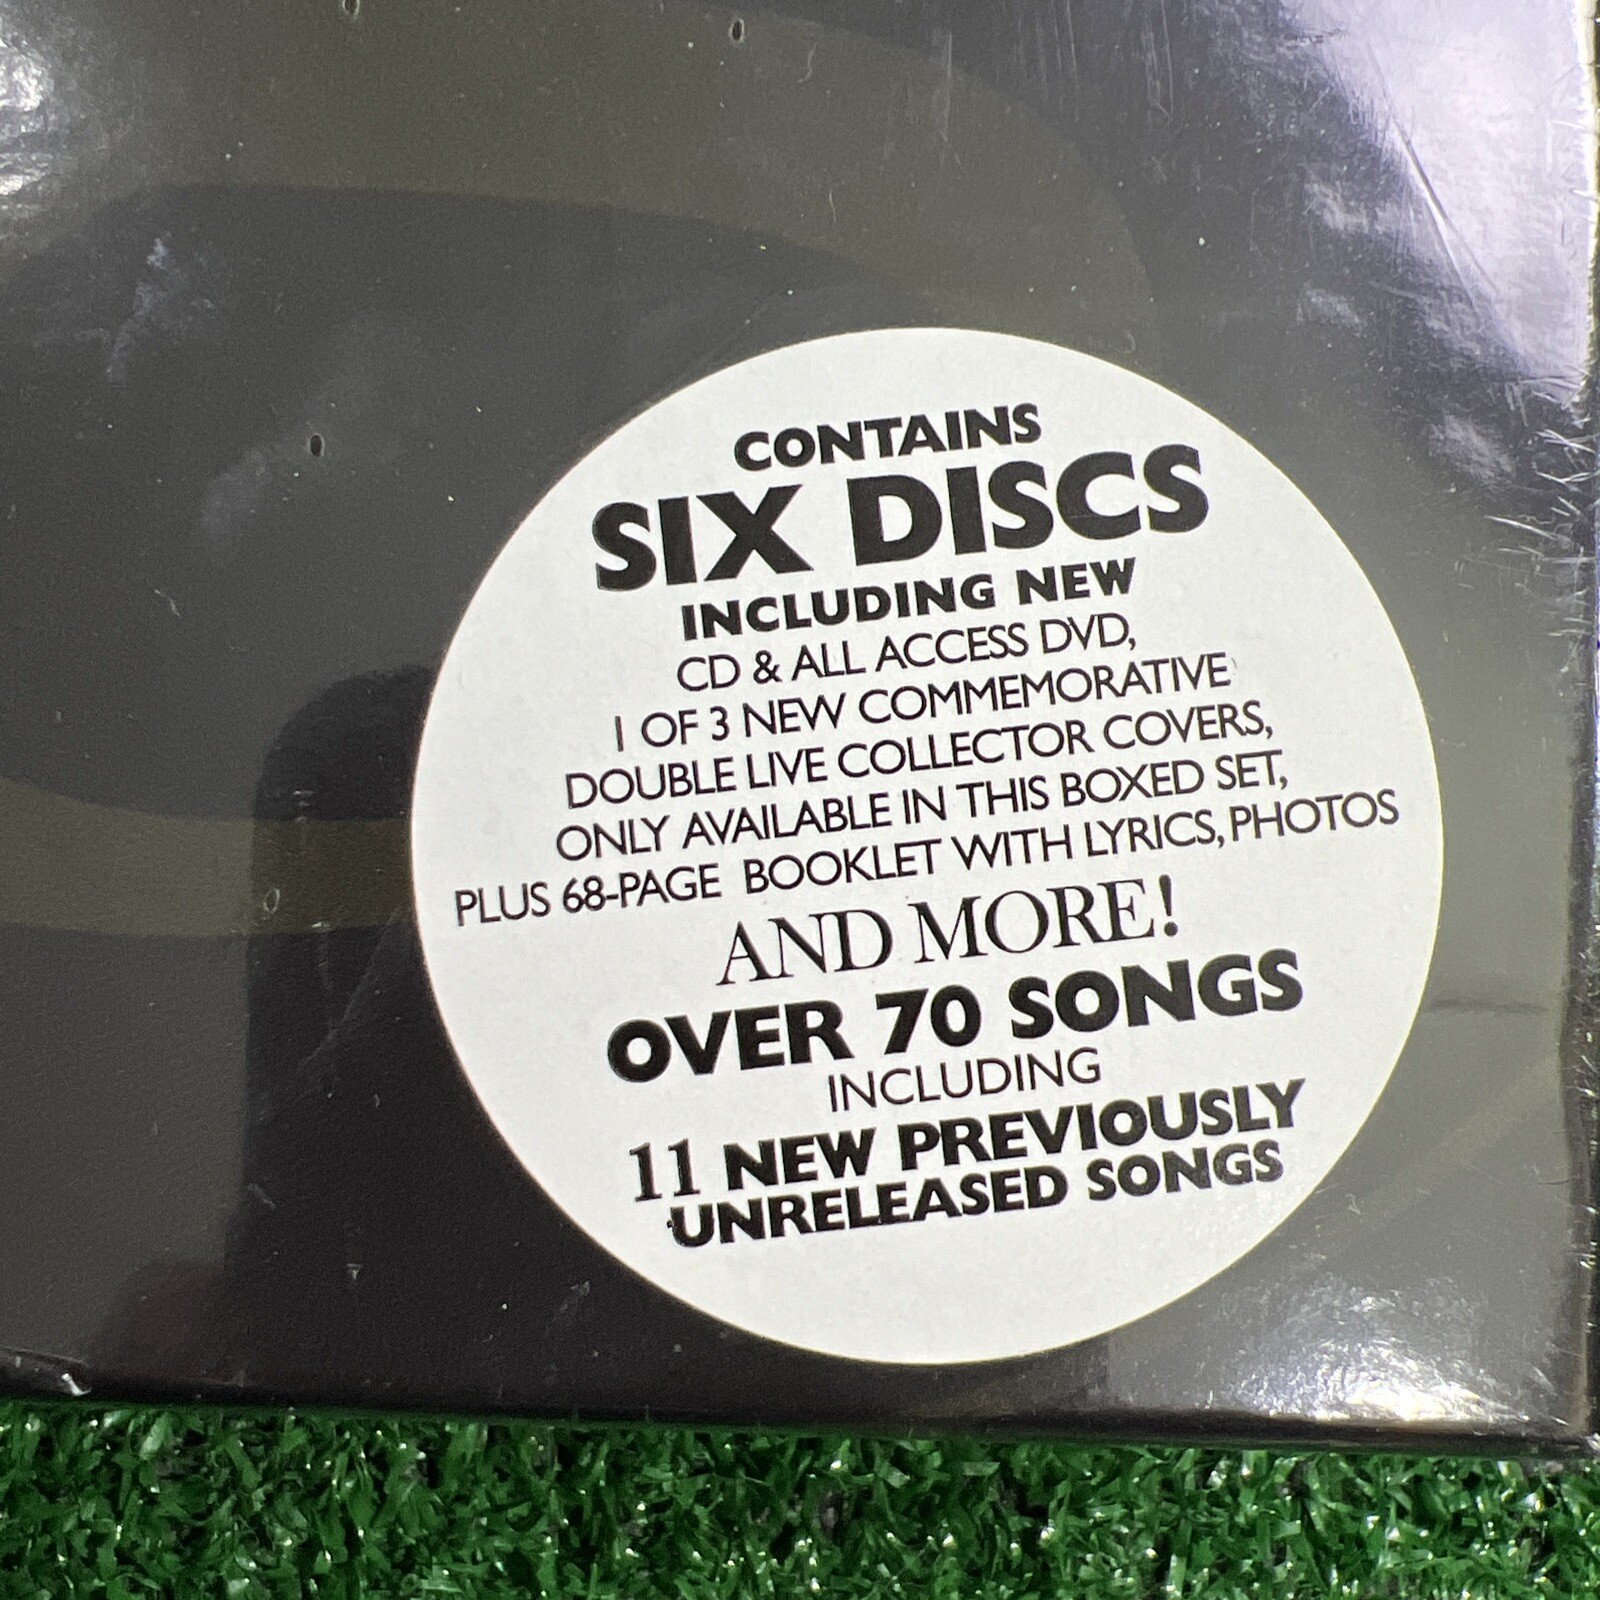 CONTAINS
SIX DISCS
INCLUDING NEW
CD & ALL ACCESS DVD,
1 OF 3 NEW COMMEMORATIVE
DOUBLE LIVE COLLECTOR COVERS,
ONLY AVAILABLE IN THIS BOXED SET,
PLUS 68-PAGE BOOKLET WITH LYRICS, PHOTOS
AND MORE!
OVER 70 SONGS
INCLUDING
11 NEW PREVIOUSLY
UNRELEASED SONGS